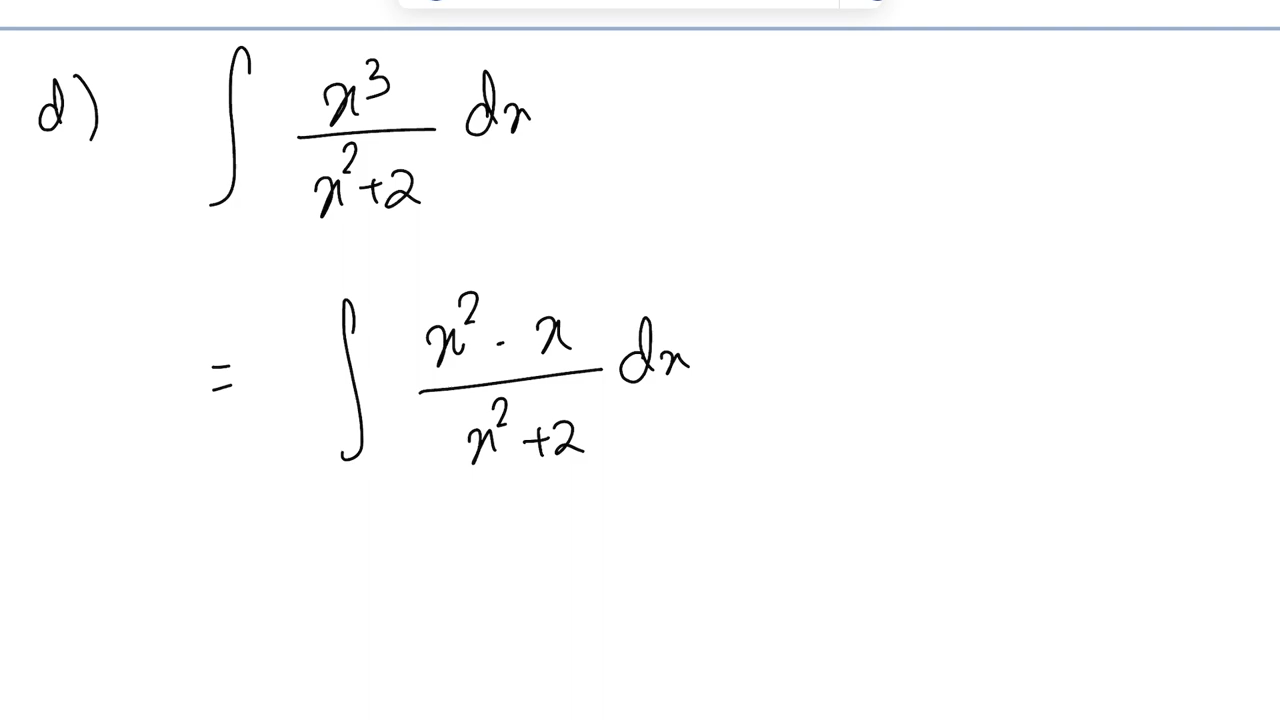 d) ∫ x³/(x²+2) dx
= ∫ (x² · x)/(x²+2) dx